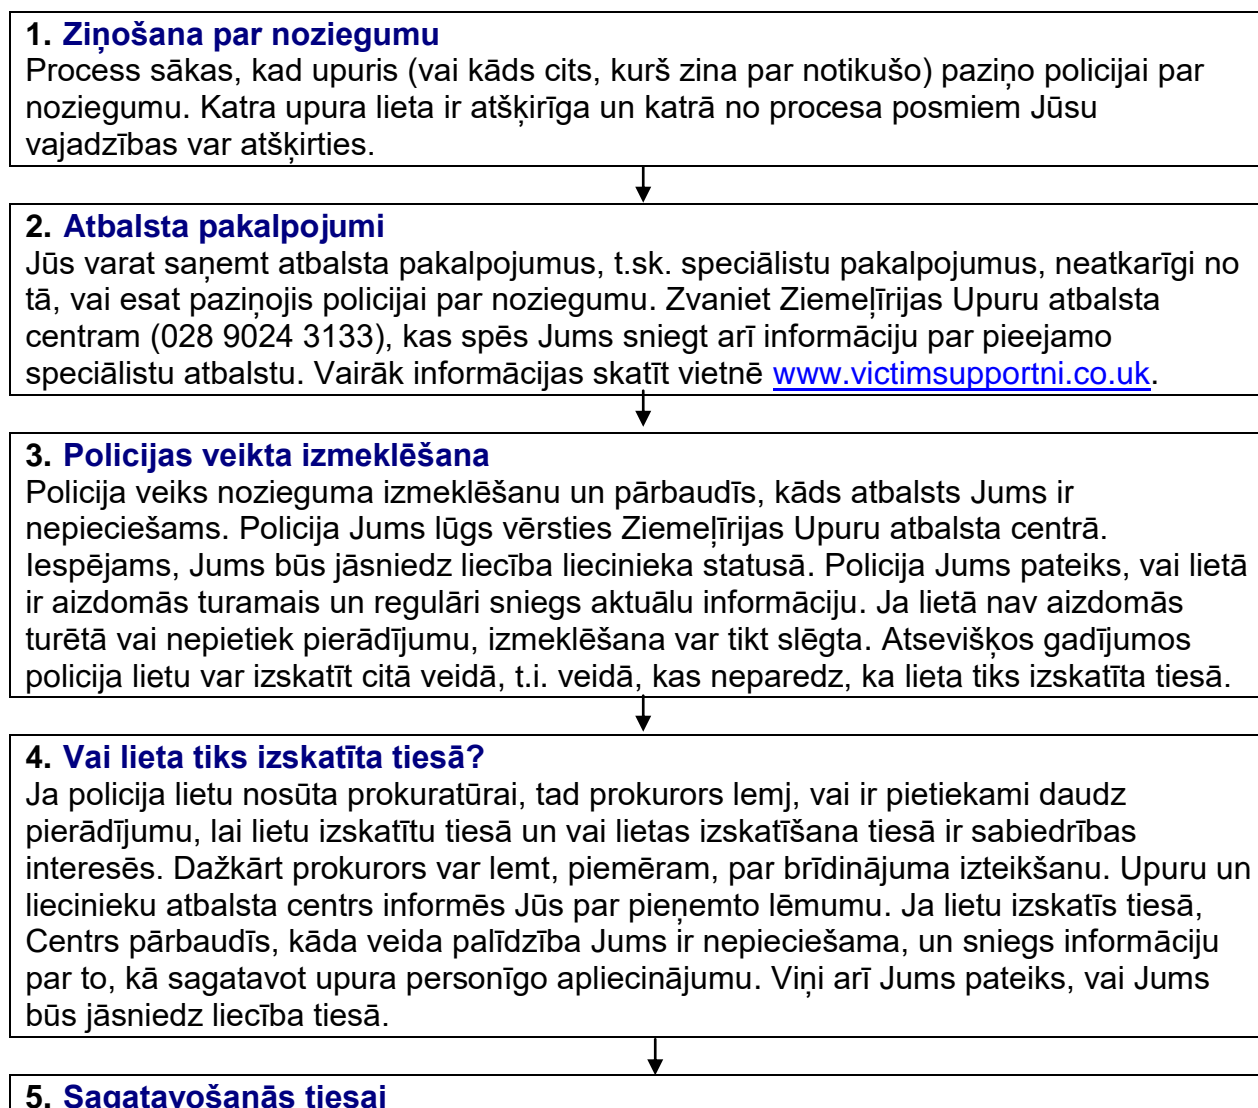 1. Ziņošana par noziegumu
Process sākas, kad upuris (vai kāds cits, kurš zina par notikušo) paziņo policijai par
noziegumu. Katra upura lieta ir atšķirīga un katrā no procesa posmiem Jūsu
vajadzības var atšķirties.
2. Atbalsta pakalpojumi
Jūs varat saņemt atbalsta pakalpojumus, t.sk. speciālistu pakalpojumus, neatkarīgi no
tā, vai esat paziņojis policijai par noziegumu. Zvaniet Ziemeļīrijas Upuru atbalsta
centram (028 9024 3133), kas spēs Jums sniegt arī informāciju par pieejamo
speciālistu atbalstu. Vairāk informācijas skatīt vietnē www.victimsupportni.co.uk.
3. Policijas veikta izmeklēšana
Policija veiks nozieguma izmeklēšanu un pārbaudīs, kāds atbalsts Jums ir
nepieciešams. Policija Jums lūgs vērsties Ziemeļīrijas Upuru atbalsta centrā.
Iespējams, Jums būs jāsniedz liecība liecinieka statusā. Policija Jums pateiks, vai lietā
ir aizdomās turamais un regulāri sniegs aktuālu informāciju. Ja lietā nav aizdomās
turētā vai nepietiek pierādījumu, izmeklēšana var tikt slēgta. Atsevišķos gadījumos
policija lietu var izskatīt citā veidā, t.i. veidā, kas neparedz, ka lieta tiks izskatīta tiesā.
4. Vai lieta tiks izskatīta tiesā?
Ja policija lietu nosūta prokuratūrai, tad prokurors lemj, vai ir pietiekami daudz
pierādījumu, lai lietu izskatītu tiesā un vai lietas izskatīšana tiesā ir sabiedrības
interesēs. Dažkārt prokurors var lemt, piemēram, par brīdinājuma izteikšanu. Upuru un
liecinieku atbalsta centrs informēs Jūs par pieņemto lēmumu. Ja lietu izskatīs tiesā,
Centrs pārbaudīs, kāda veida palīdzība Jums ir nepieciešama, un sniegs informāciju
par to, kā sagatavot upura personīgo apliecinājumu. Viņi arī Jums pateiks, vai Jums
būs jāsniedz liecība tiesā.
5. Sagatavošanās tiesai